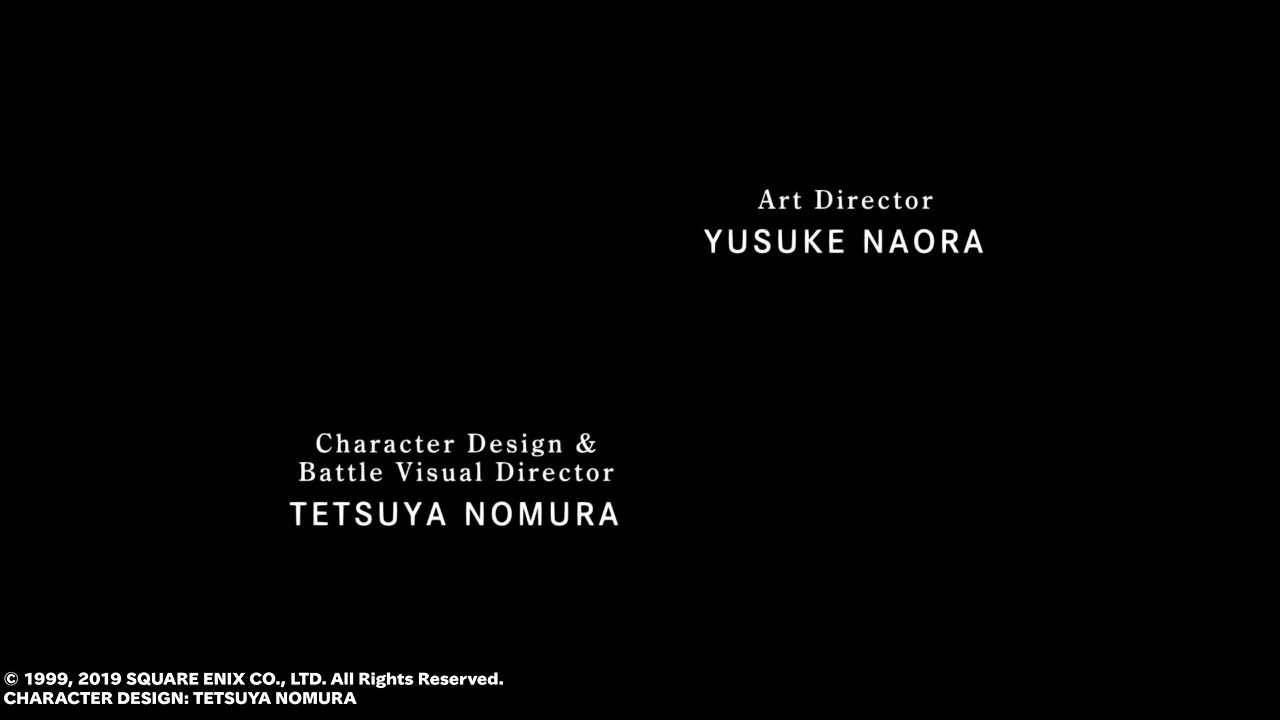 Art Director
YUSUKE NAORA
Character Design &
Battle Visual Director
TETSUYA NOMURA
© 1999, 2019 SQUARE ENIX CO., LTD. All Rights Reserved.
CHARACTER DESIGN: TETSUYA NOMURA